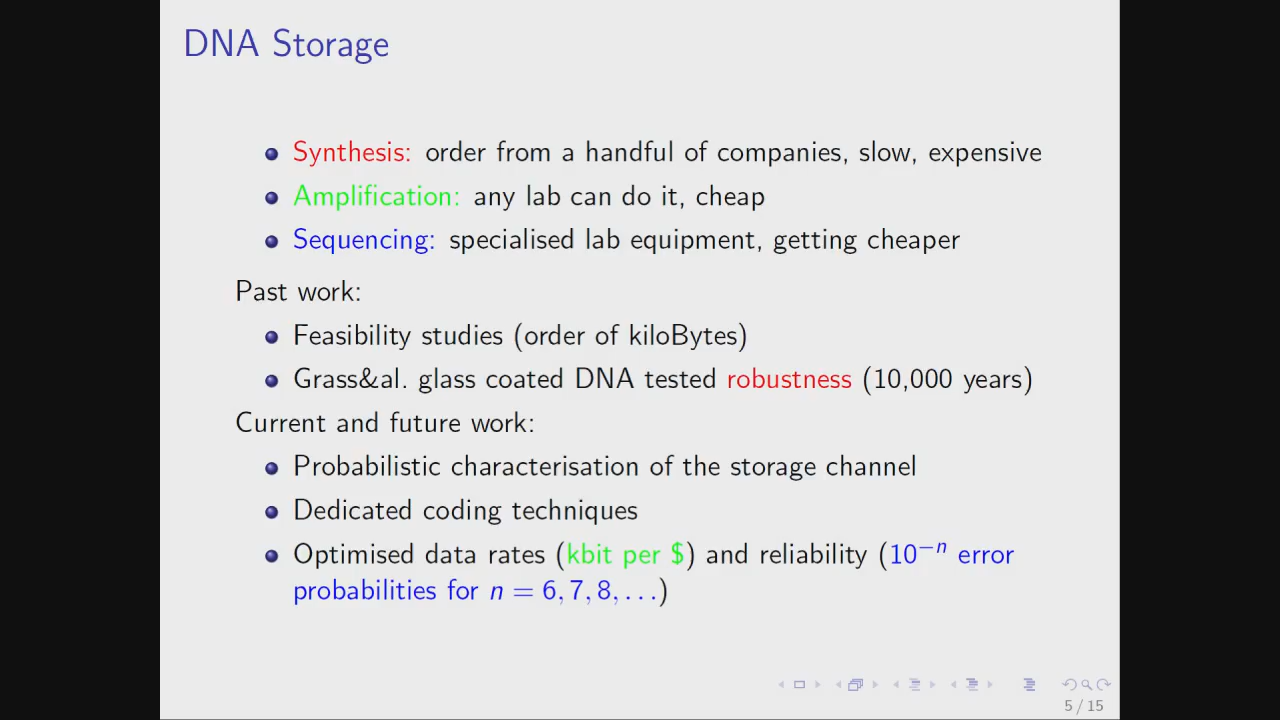 DNA Storage
Synthesis: order from a handful of companies, slow, expensive
Amplification: any lab can do it, cheap
Sequencing: specialised lab equipment, getting cheaper
Past work:
Feasibility studies (order of kiloBytes)
Grass&al. glass coated DNA tested robustness (10,000 years)
Current and future work:
Probabilistic characterisation of the storage channel
Dedicated coding techniques
Optimised data rates (kbit per $) and reliability (10⁻ⁿ error
probabilities for n = 6, 7, 8, . . .)
5 / 15